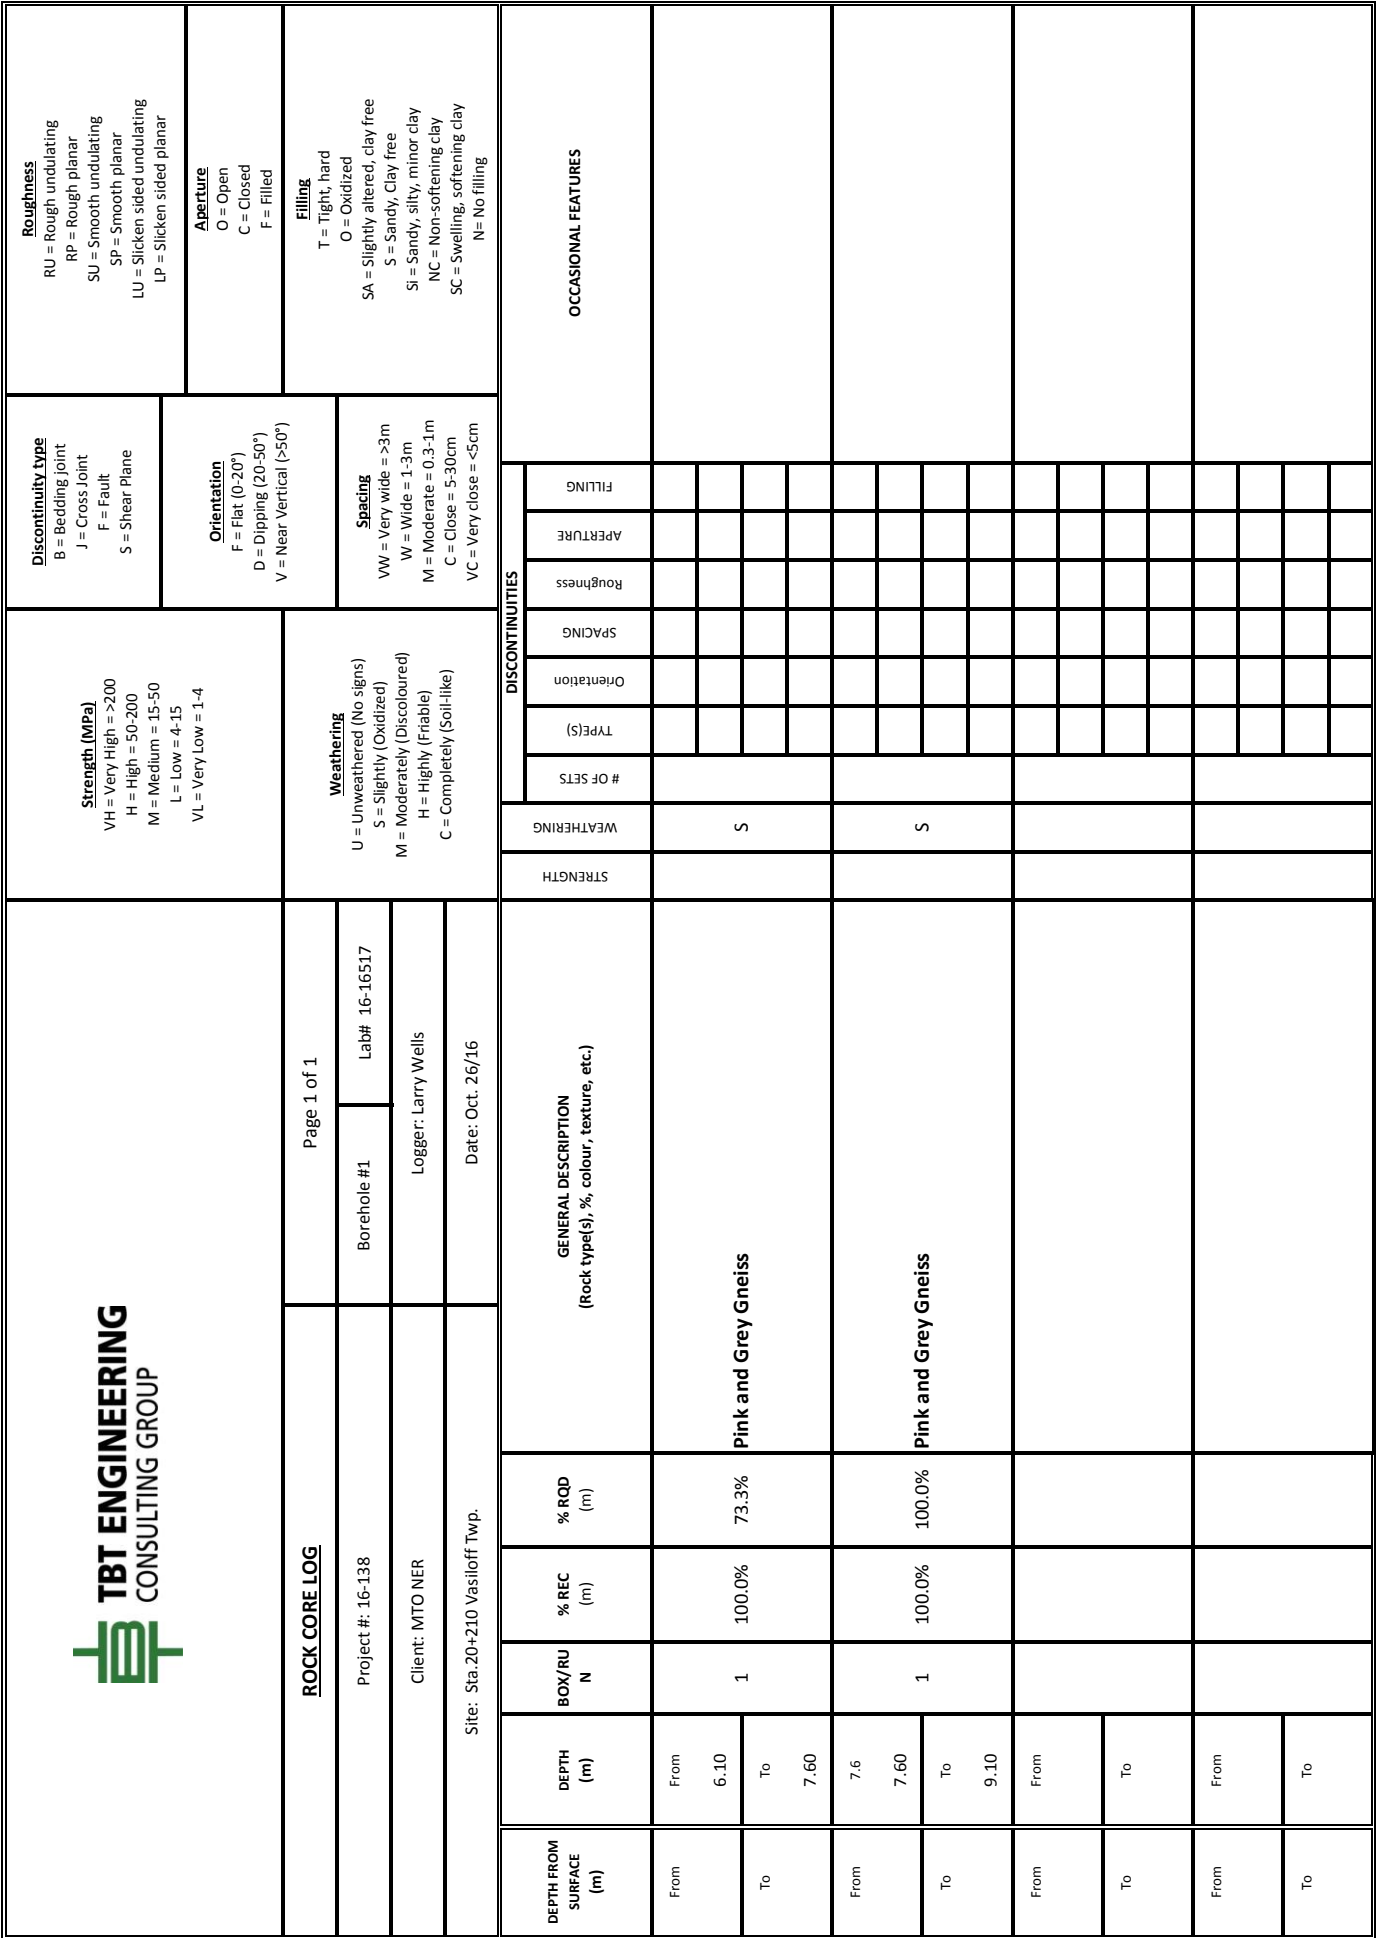 TBT ENGINEERING
CONSULTING GROUP
ROCK CORE LOG
Page 1 of 1
Project #: 16-138
Borehole #1
Lab# 16-16517
Client: MTO NER
Logger: Larry Wells
Site: Sta.20+210 Vasiloff Twp.
Date: Oct. 26/16
Strength (MPa)
VH = Very High = >200
H = High = 50-200
M = Medium = 15-50
L = Low = 4-15
VL = Very Low = 1-4
Weathering
U = Unweathered (No signs)
S = Slightly (Oxidized)
M = Moderately (Discoloured)
H = Highly (Friable)
C = Completely (Soil-like)
Discontinuity type
B = Bedding joint
J = Cross Joint
F = Fault
S = Shear Plane
Orientation
F = Flat (0-20°)
D = Dipping (20-50°)
V = Near Vertical (>50°)
Spacing
VW = Very wide = >3m
W = Wide = 1-3m
M = Moderate = 0.3-1m
C = Close = 5-30cm
VC = Very close = <5cm
Roughness
RU = Rough undulating
RP = Rough planar
SU = Smooth undulating
SP = Smooth planar
LU = Slicken sided undulating
LP = Slicken sided planar
Aperture
O = Open
C = Closed
F = Filled
Filling
T = Tight, hard
O = Oxidized
SA = Slightly altered, clay free
S = Sandy, Clay free
Si = Sandy, silty, minor clay
NC = Non-softening clay
SC = Swelling, softening clay
N= No filling
DEPTH FROM
SURFACE
(m)
DEPTH
(m)
BOX/RU
N
% REC
(m)
% RQD
(m)
GENERAL DESCRIPTION
(Rock type(s), %, colour, texture, etc.)
STRENGTH
WEATHERING
DISCONTINUITIES
# OF SETS
TYPE(S)
Orientation
SPACING
Roughness
APERTURE
FILLING
OCCASIONAL FEATURES
From
From
6.10
To
To
7.60
1
100.0%
73.3%
Pink and Grey Gneiss
S
From
7.6
7.60
To
To
9.10
1
100.0%
100.0%
Pink and Grey Gneiss
S
From
From
To
To
From
From
To
To